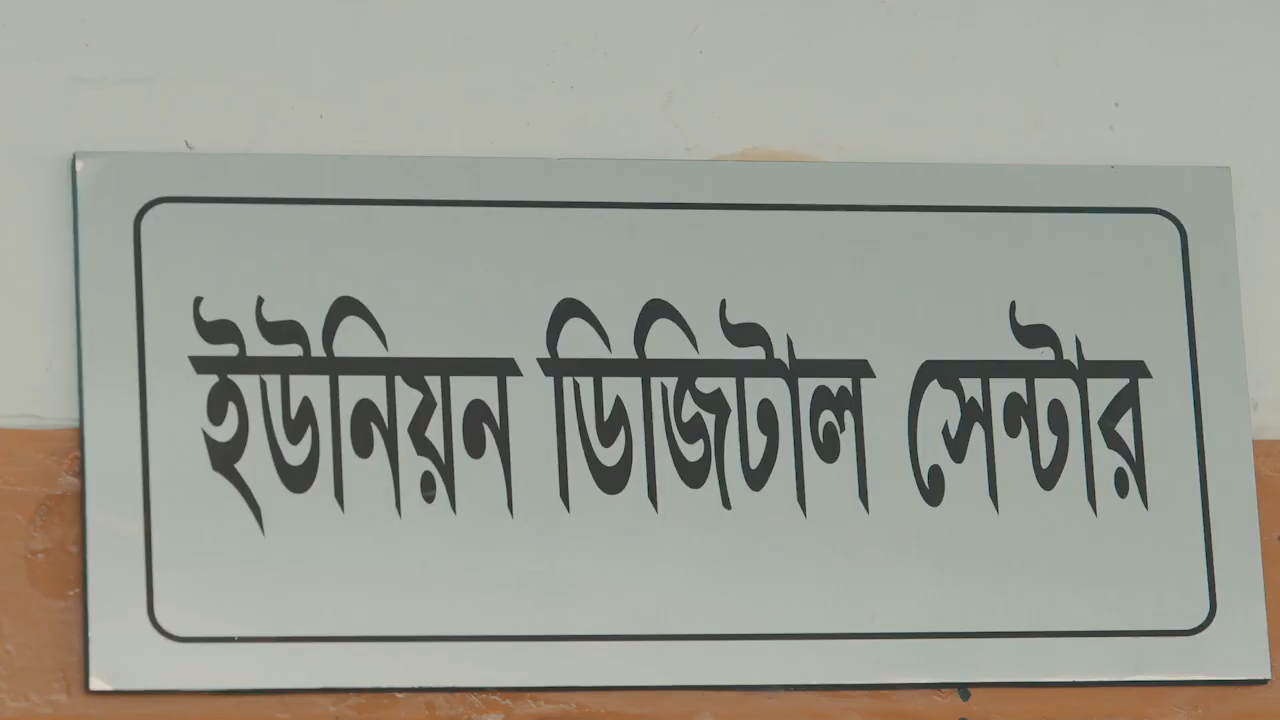 ইউনিয়ন ডিজিটাল সেন্টার